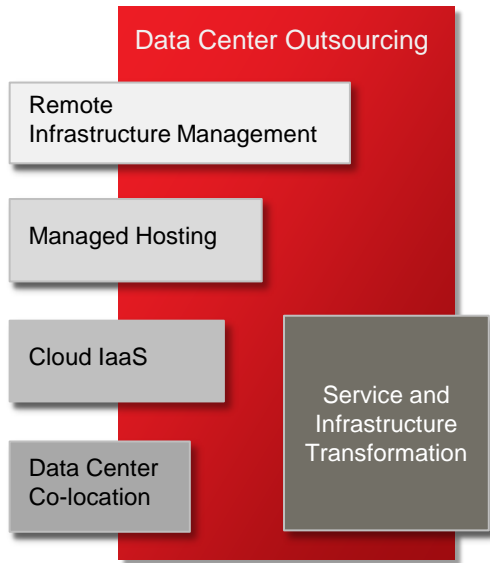 Data Center Outsourcing
Remote
Infrastructure Management
Managed Hosting
Cloud IaaS
Service and
Infrastructure
Transformation
Data Center
Co-location